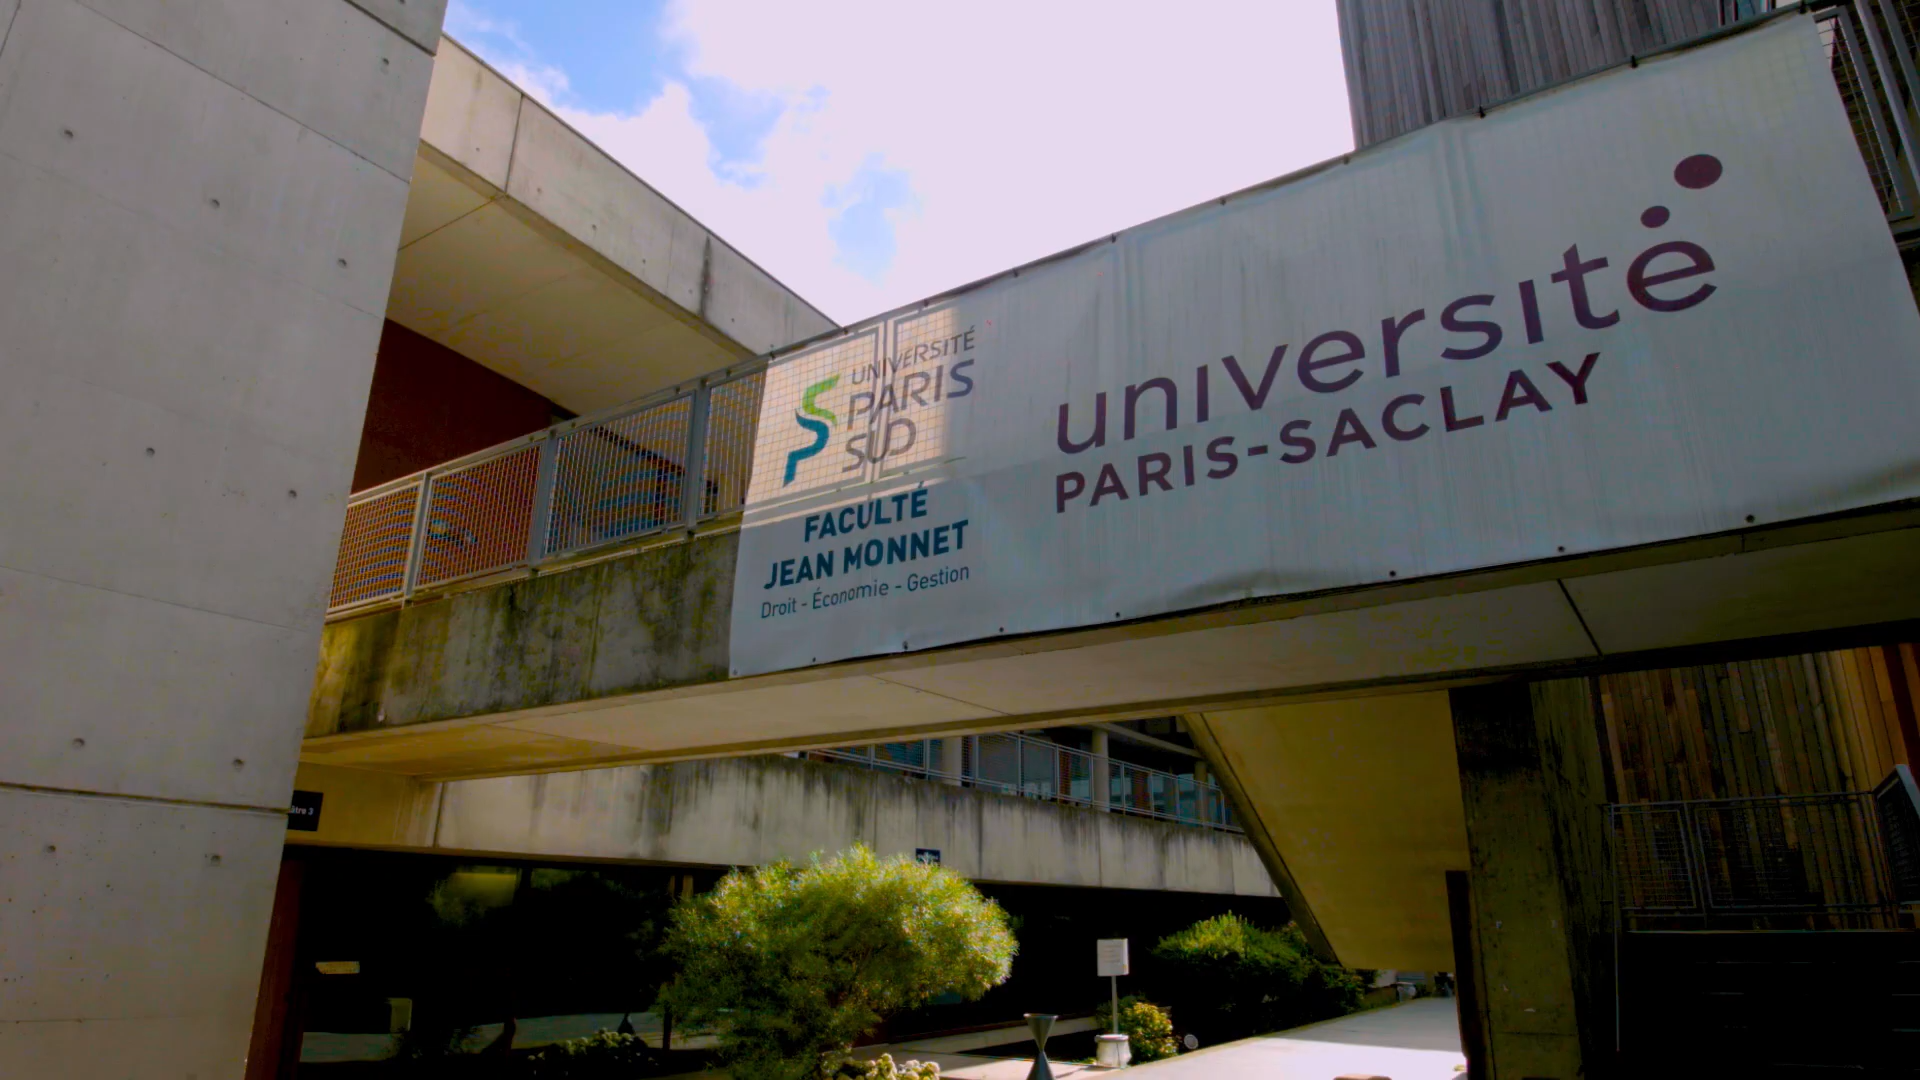 UNIVERSITÉ
PARIS
SUD
FACULTÉ
JEAN MONNET
Droit - Économie - Gestion
université
PARIS-SACLAY